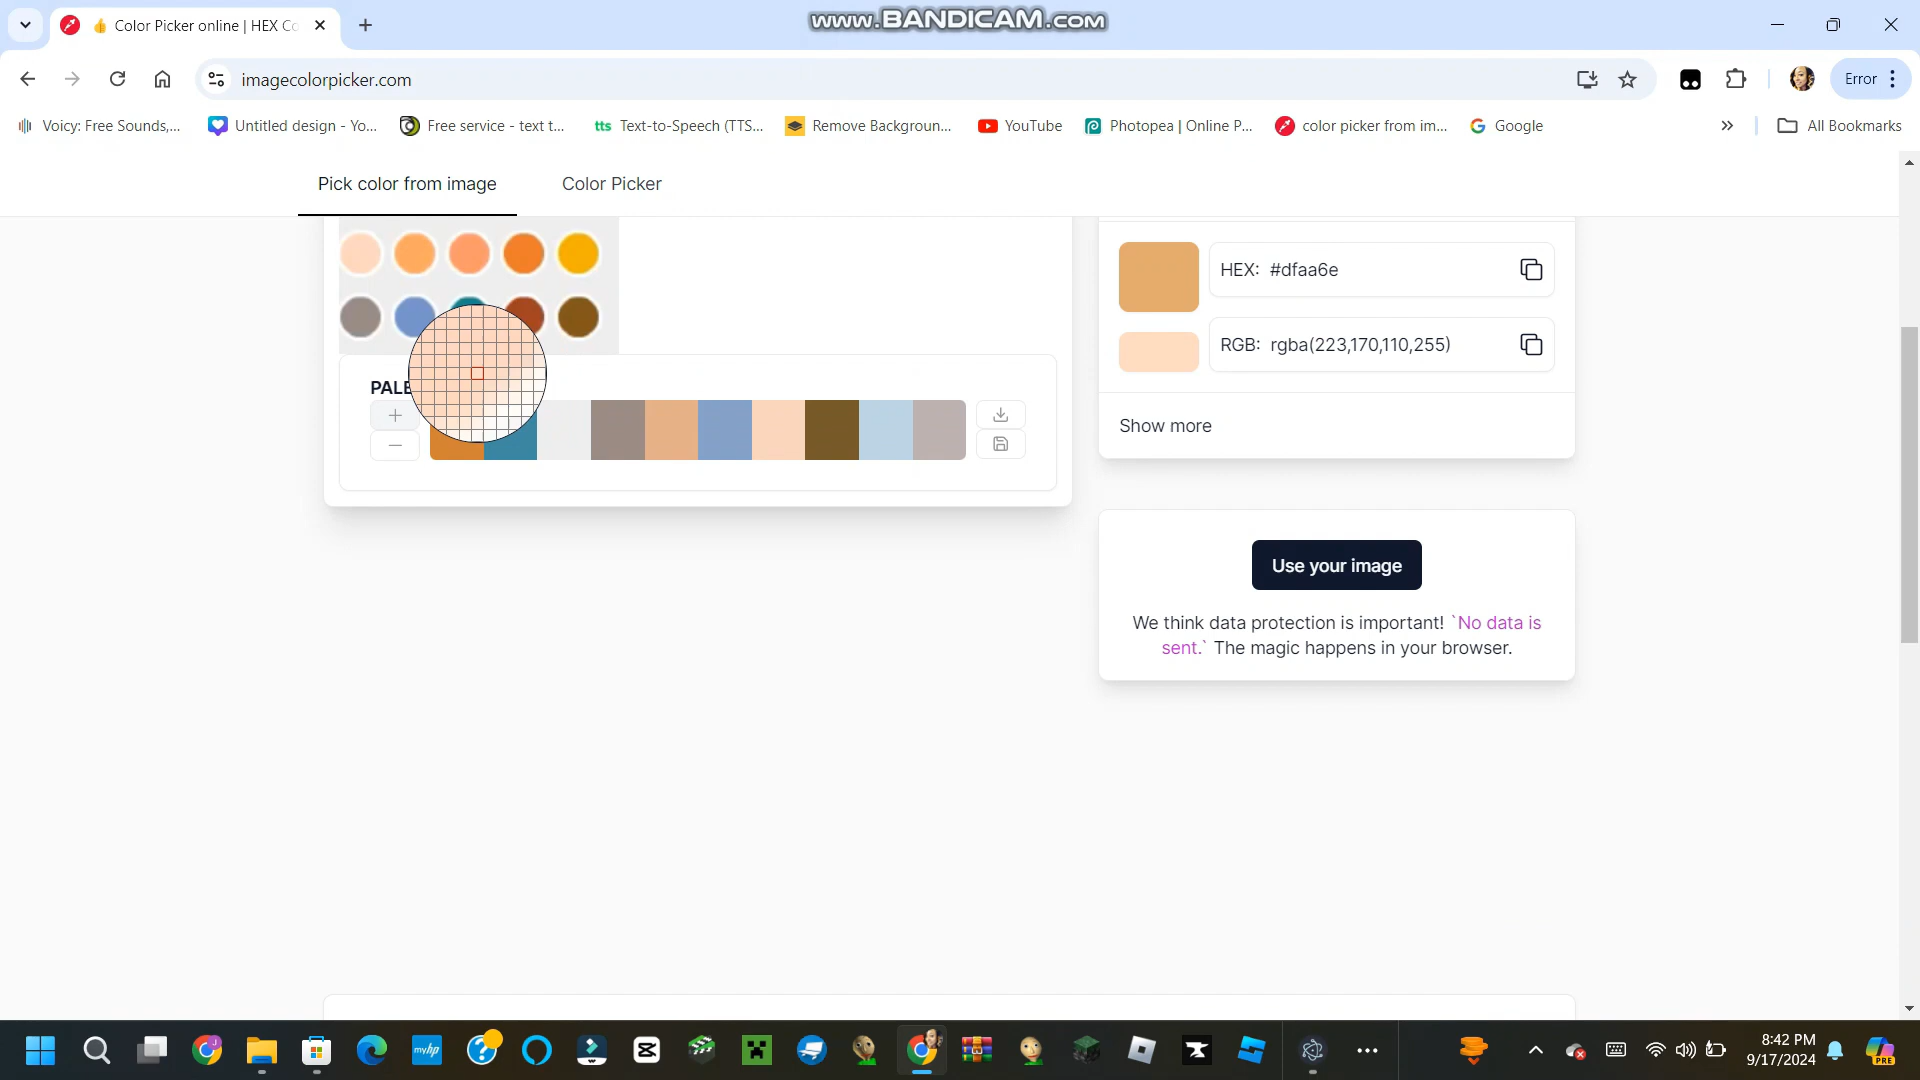 www.BANDICAM.com
Color Picker online | HEX Co
imagecolorpicker.com
Error
Voicy: Free Sounds,...
Untitled design - Yo...
Free service - text t...
tts Text-to-Speech (TTS...
Remove Backgroun...
YouTube
Photopea | Online P...
color picker from im...
Google
All Bookmarks
Pick color from image
Color Picker
HEX: #dfaa6e
RGB: rgba(223,170,110,255)
PALE
Show more
Use your image
We think data protection is important! `No data is
sent.` The magic happens in your browser.
myhp
8:42 PM
9/17/2024
PRE